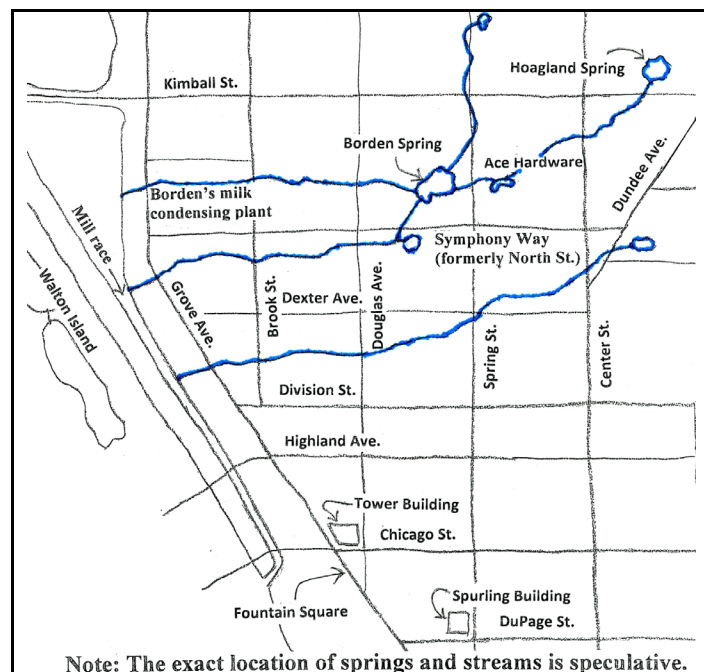 Kimball St.
Hoagland Spring
Borden Spring
Ace Hardware
Dundee Ave.
Borden's milk
condensing plant
Mill race
Walton Island
Symphony Way
(formerly North St.)
Grove Ave.
Brook St.
Dexter Ave.
Douglas Ave.
Spring St.
Center St.
Division St.
Highland Ave.
Tower Building
Chicago St.
Fountain Square
Spurling Building
DuPage St.
Note: The exact location of springs and streams is speculative.